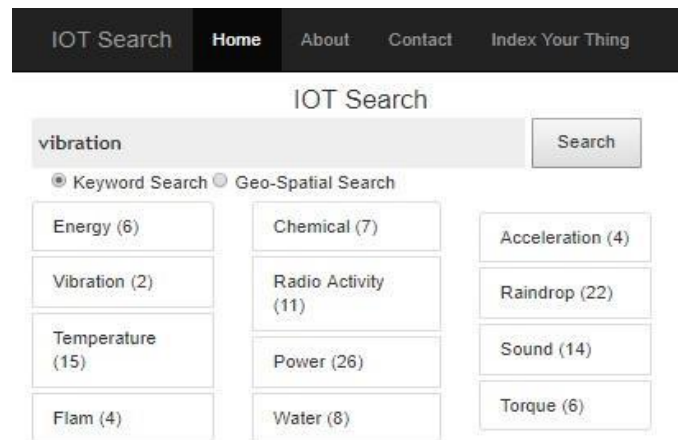 IOT Search Home About Contact Index Your Thing
IOT Search
vibration Search
Keyword Search Geo-Spatial Search
Energy (6)
Vibration (2)
Temperature
(15)
Flam (4)
Chemical (7)
Radio Activity
(11)
Power (26)
Water (8)
Acceleration (4)
Raindrop (22)
Sound (14)
Torque (6)